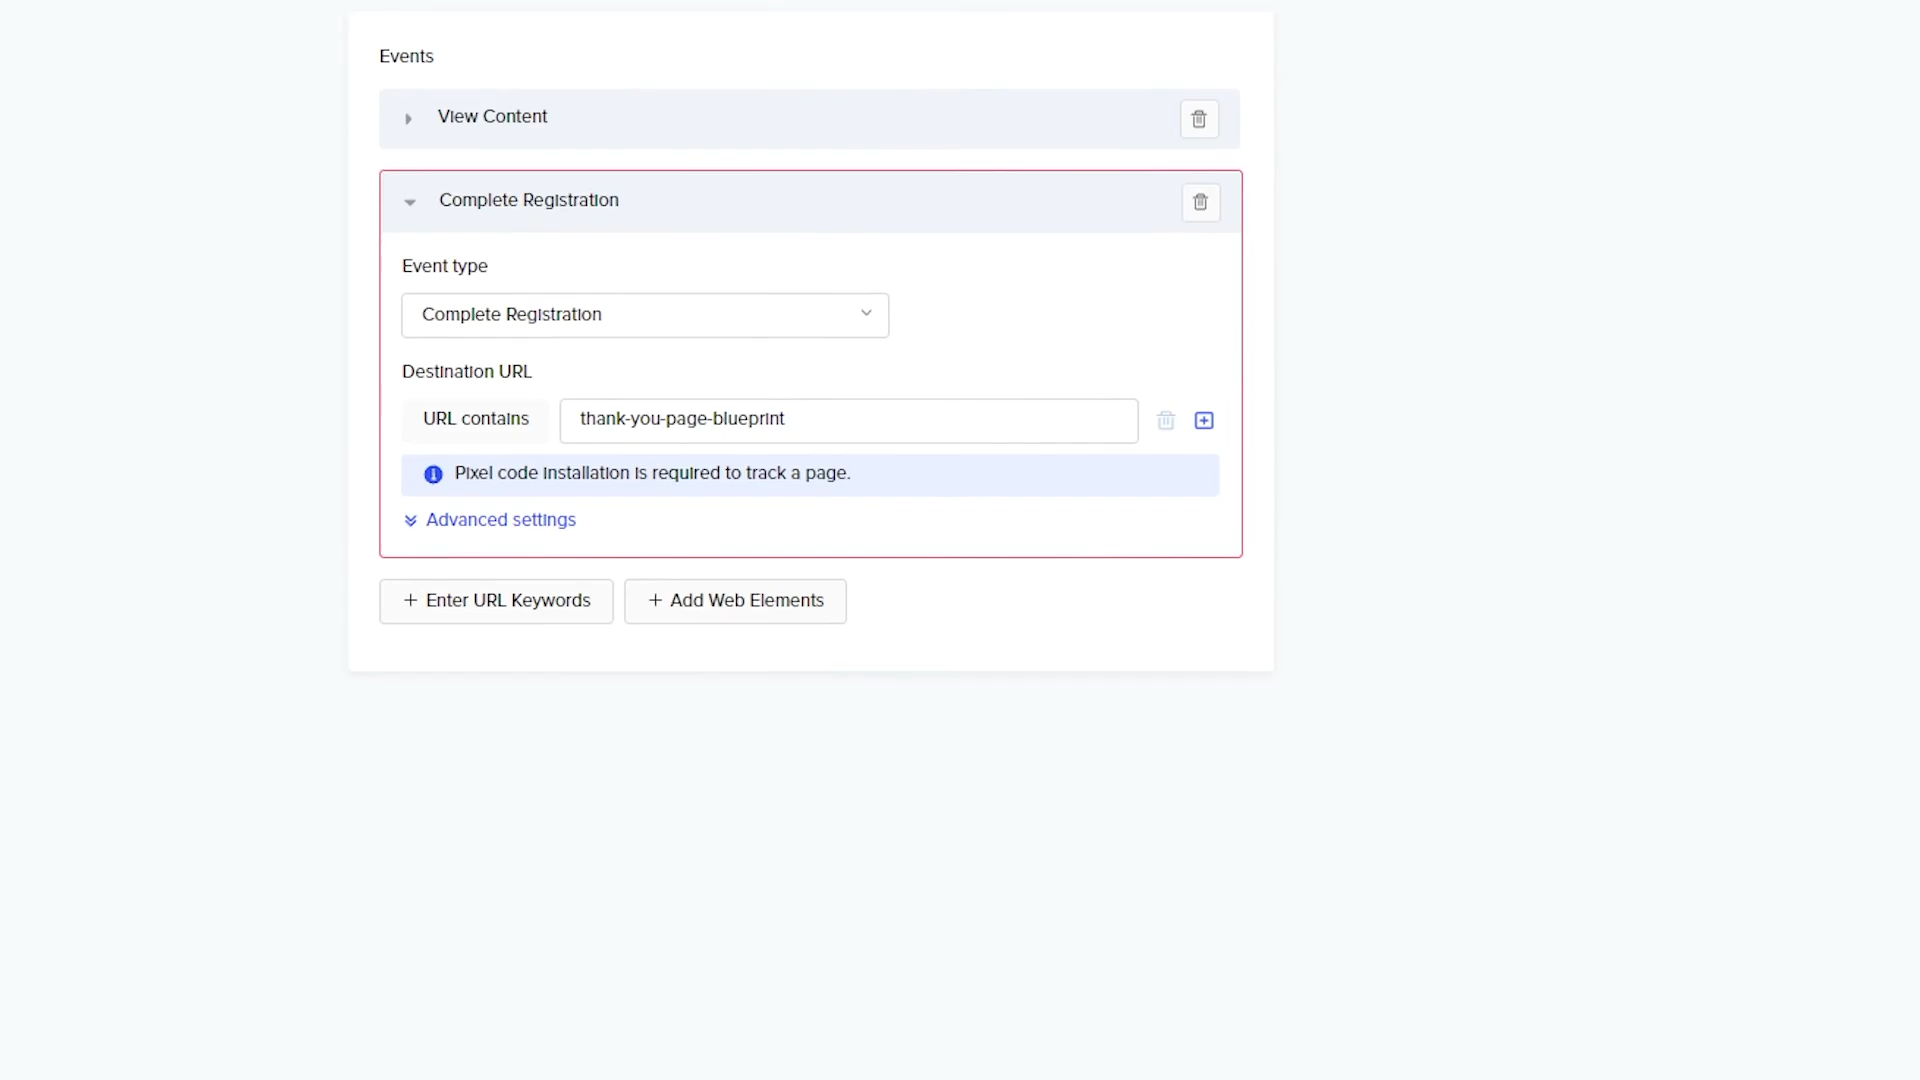 Events
View Content
Complete Registration
Event type
Complete Registration
Destination URL
URL contains
thank-you-page-blueprint
Pixel code installation is required to track a page.
Advanced settings
+ Enter URL Keywords
+ Add Web Elements